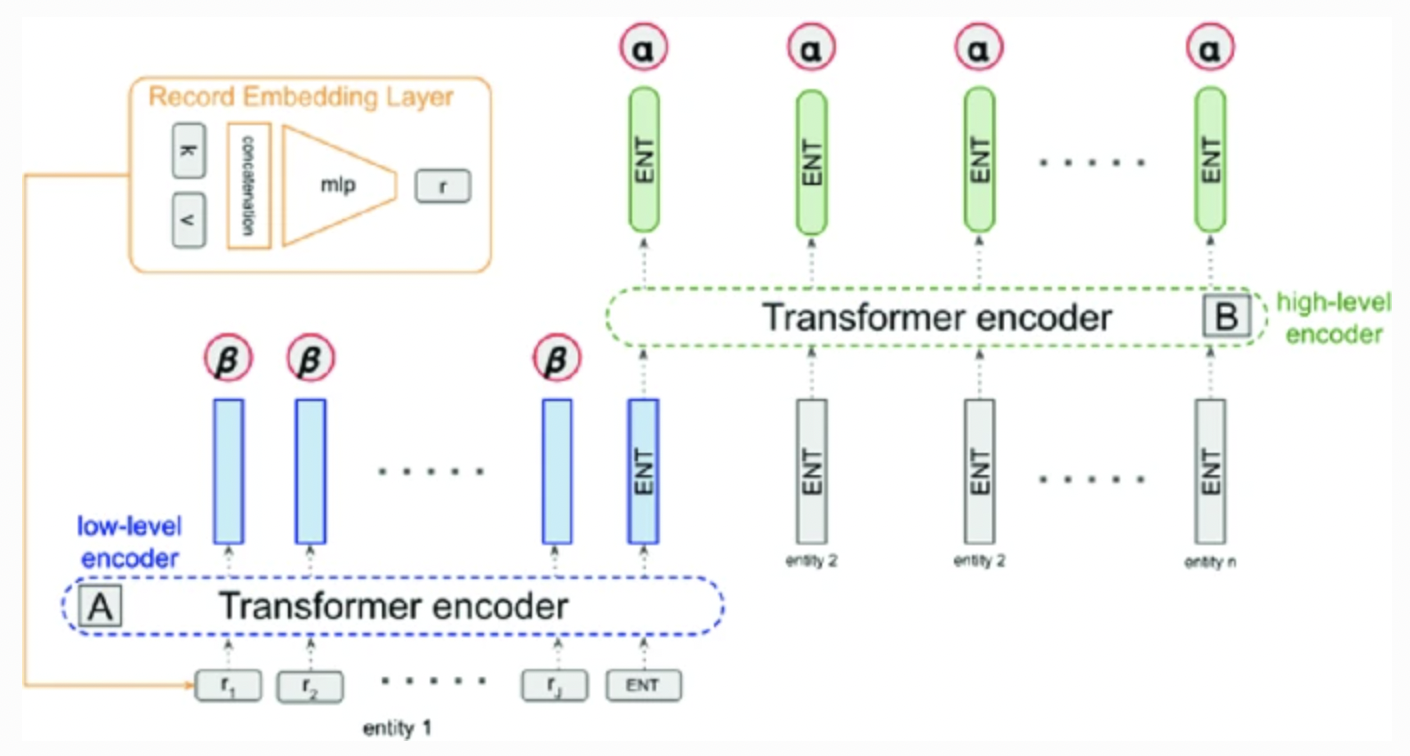 α α α α
Record Embedding Layer
k
v
concatenation
mlp
r
ENT ENT ENT ..... ENT
Transformer encoder B
high-level
encoder
β β β
..... ENT ENT ENT ..... ENT
entity 2 entity 2 entity n
low-level
encoder
A Transformer encoder
r1 r2 ..... rJ ENT
entity 1